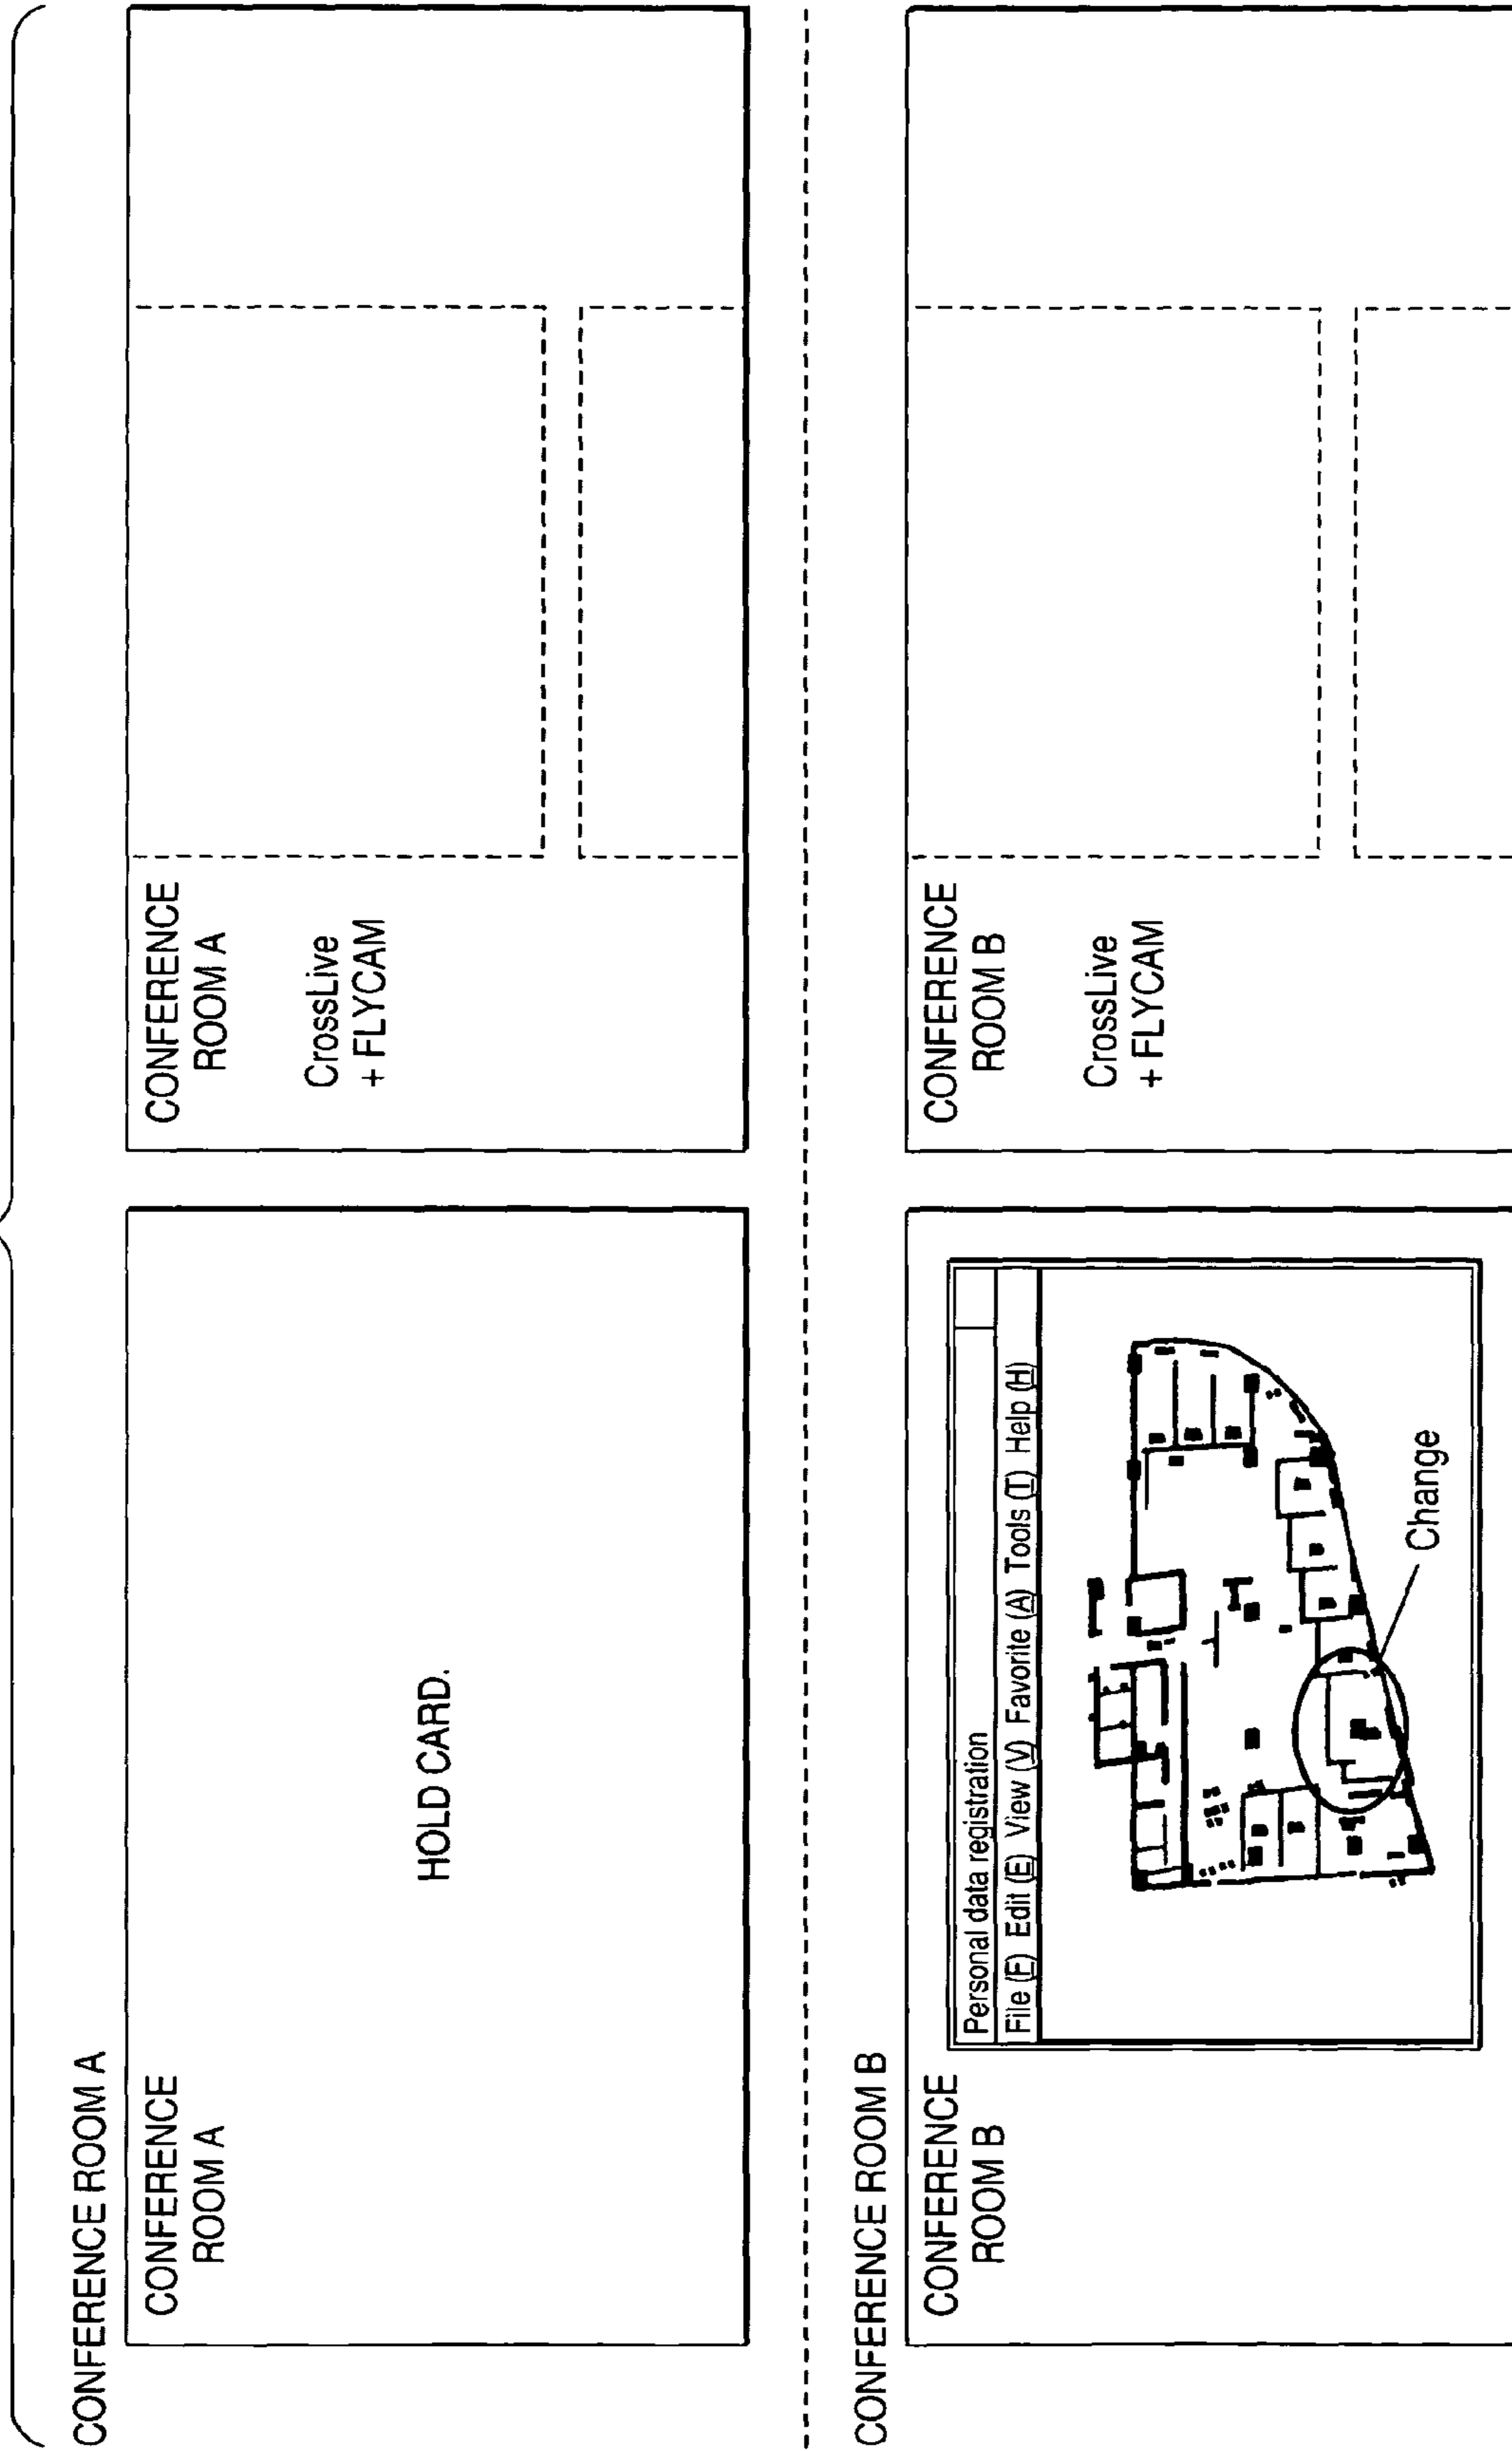 CONFERENCE ROOM A
CONFERENCE
ROOM A
HOLD CARD.
CONFERENCE
ROOM A
CrossLive
+ FLYCAM
CONFERENCE ROOM B
CONFERENCE
ROOM B
Personal data registration
File (F) Edit (E) View (V) Favorite (A) Tools (T) Help (H)
Change
CONFERENCE
ROOM B
CrossLive
+ FLYCAM